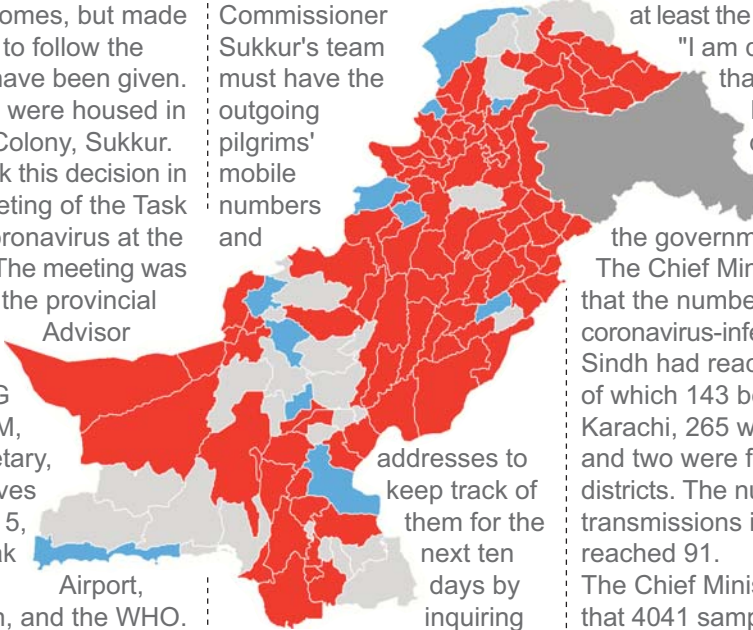 omes, but made
to follow the
have been given.
were housed in
Colony, Sukkur.
k this decision in
eting of the Task
oronavirus at the
The meeting was
the provincial
Advisor
G
M,
etary,
ves
5,
nk
Airport,
n, and the WHO.
Commissioner
Sukkur's team
must have the
outgoing
pilgrims'
mobile
numbers
and
addresses to
keep track of
them for the
next ten
days by
inquiring
at least the
"I am c
tha
the governm
The Chief Min
that the numbe
coronavirus-infe
Sindh had reac
of which 143 be
Karachi, 265 w
and two were f
districts. The nu
transmissions i
reached 91.
The Chief Minis
that 4041 samp